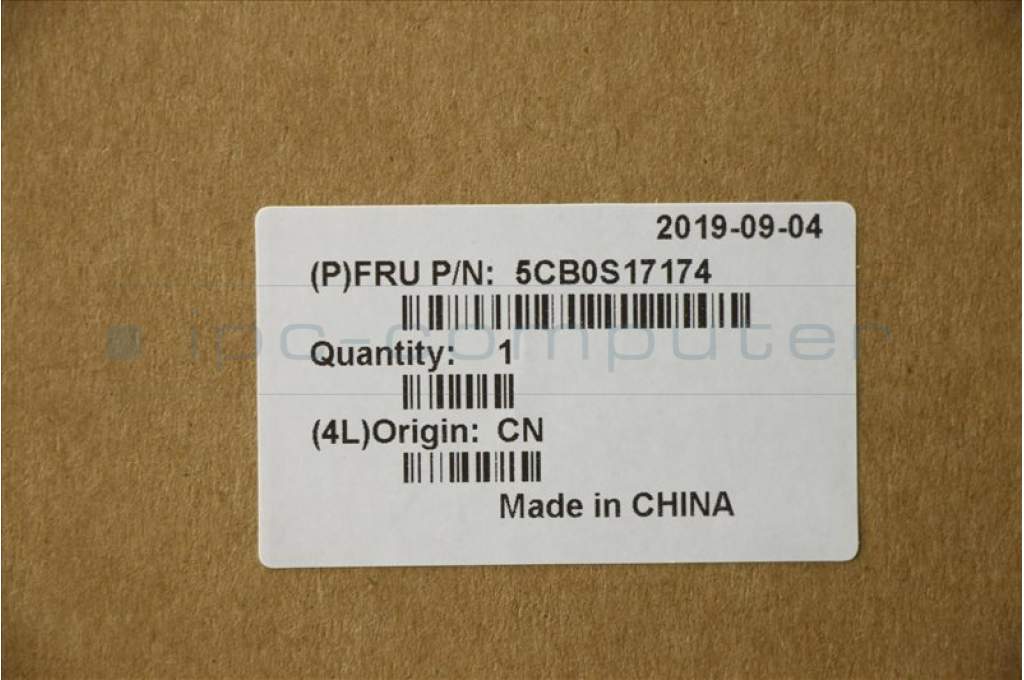 2019-09-04
(P)FRU P/N: 5CB0S17174
ipc-computer
Quantity: 1
(4L)Origin: CN
Made in CHINA